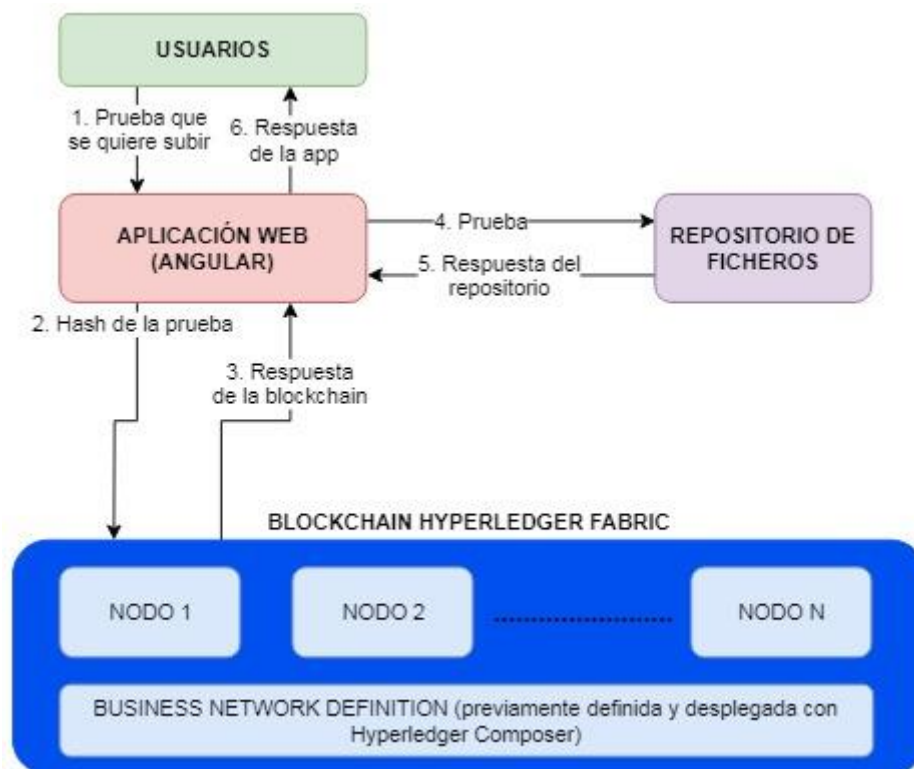 USUARIOS
1. Prueba que
se quiere subir
6. Respuesta
de la app
APLICACIÓN WEB
(ANGULAR)
4. Prueba
5. Respuesta del
repositorio
REPOSITORIO DE
FICHEROS
2. Hash de la prueba
3. Respuesta
de la blockchain
BLOCKCHAIN HYPERLEDGER FABRIC
NODO 1
NODO 2
NODO N
BUSINESS NETWORK DEFINITION (previamente definida y desplegada con
Hyperledger Composer)